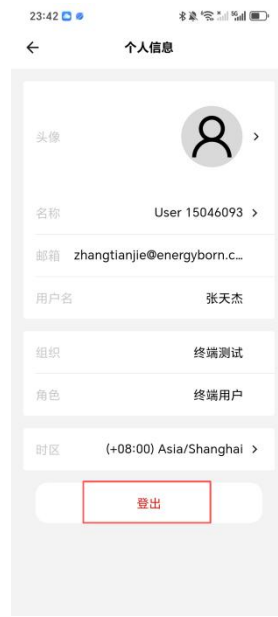 23:42
个人信息
头像
名称 User 15046093
邮箱 zhangtianjie@energyborn.c...
用户名 张天杰
组织 终端测试
角色 终端用户
时区 (+08:00) Asia/Shanghai
登出